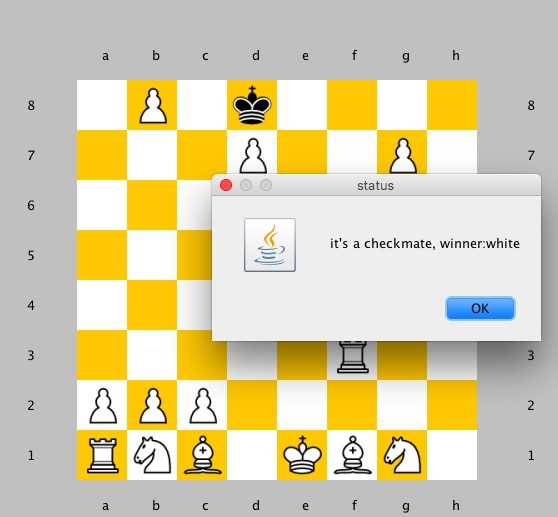 a b c d e f g h
8 8
7 7
status
6
it's a checkmate, winner:white
5
4
OK
3 3
2 2
1 1
a b c d e f g h